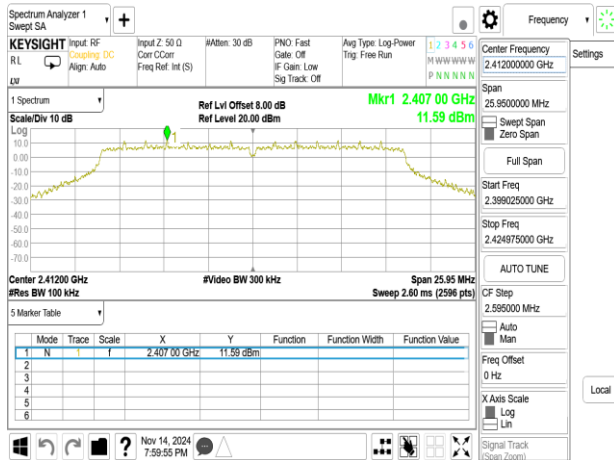 Spectrum Analyzer 1
Swept SA
Frequency
KEYSIGHT
RL
LXI
Input: RF
Coupling: DC
Align: Auto
Input Z: 50 Ω
Corr CCorr
Freq Ref: Int (S)
#Atten: 30 dB
PNO: Fast
Gate: Off
IF Gain: Low
Sig Track: Off
Avg Type: Log-Power
Trig: Free Run
1 2 3 4 5 6
M W W W W W
P N N N N N
1 Spectrum
Scale/Div 10 dB
Ref Lvl Offset 8.00 dB
Ref Level 20.00 dBm
Mkr1 2.407 00 GHz
11.59 dBm
Log
1
10.0
0.00
-10.0
-20.0
-30.0
-40.0
-50.0
-60.0
-70.0
Center 2.41200 GHz
#Res BW 100 kHz
#Video BW 300 kHz
Span 25.95 MHz
Sweep 2.60 ms (2596 pts)
5 Marker Table
Mode Trace Scale X Y Function Function Width Function Value
1 N 1 f 2.407 00 GHz 11.59 dBm
2
3
4
5
6
Nov 14, 2024
7:59:55 PM
Center Frequency
2.412000000 GHz
Span
25.9500000 MHz
Swept Span
Zero Span
Full Span
Start Freq
2.399025000 GHz
Stop Freq
2.424975000 GHz
AUTO TUNE
CF Step
2.595000 MHz
Auto
Man
Freq Offset
0 Hz
X Axis Scale
Log
Lin
Signal Track
(Span Zoom)
Settings
Local